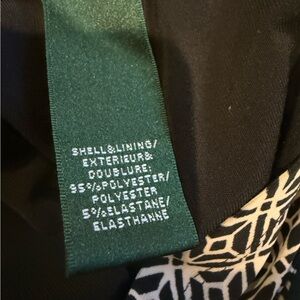 SHELL&LINING/
EXTERIEUR&
DOUBLURE:
95%POLYESTER/
POLYESTER
5%ELASTANE/
ELASTHANNE